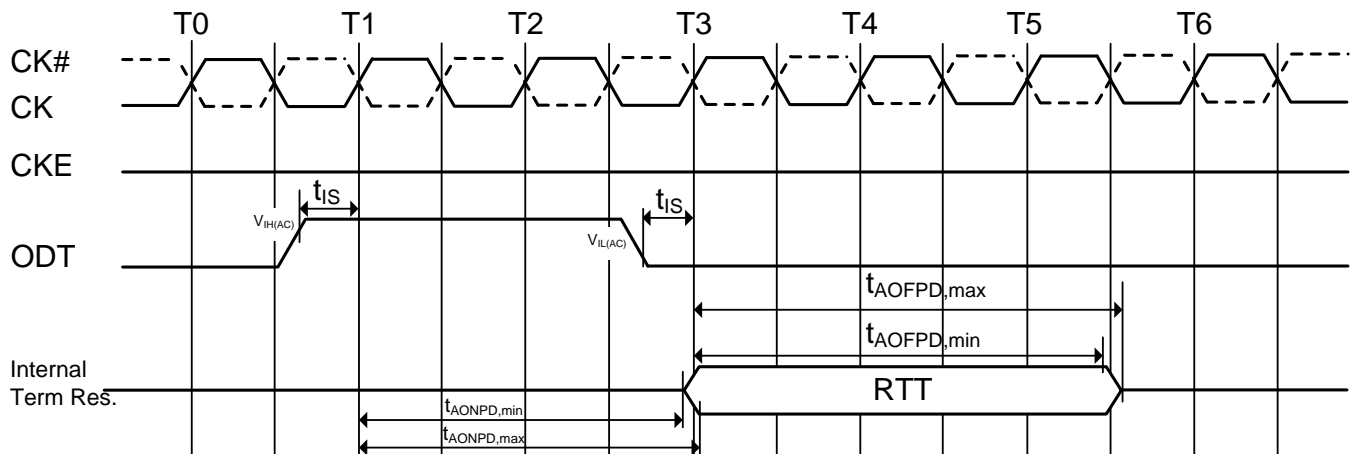 T0 T1 T2 T3 T4 T5 T6
CK#
CK
CKE
tIS
tIS
VIH(AC)
VIL(AC)
ODT
tAOFPD,max
tAOFPD,min
Internal
Term Res.
RTT
tAONPD,min
tAONPD,max